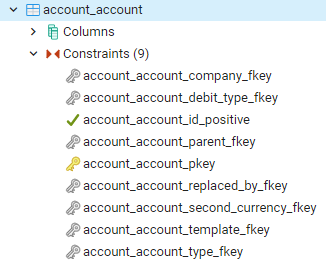 account_account
Columns
Constraints (9)
account_account_company_fkey
account_account_debit_type_fkey
account_account_id_positive
account_account_parent_fkey
account_account_pkey
account_account_replaced_by_fkey
account_account_second_currency_fkey
account_account_template_fkey
account_account_type_fkey